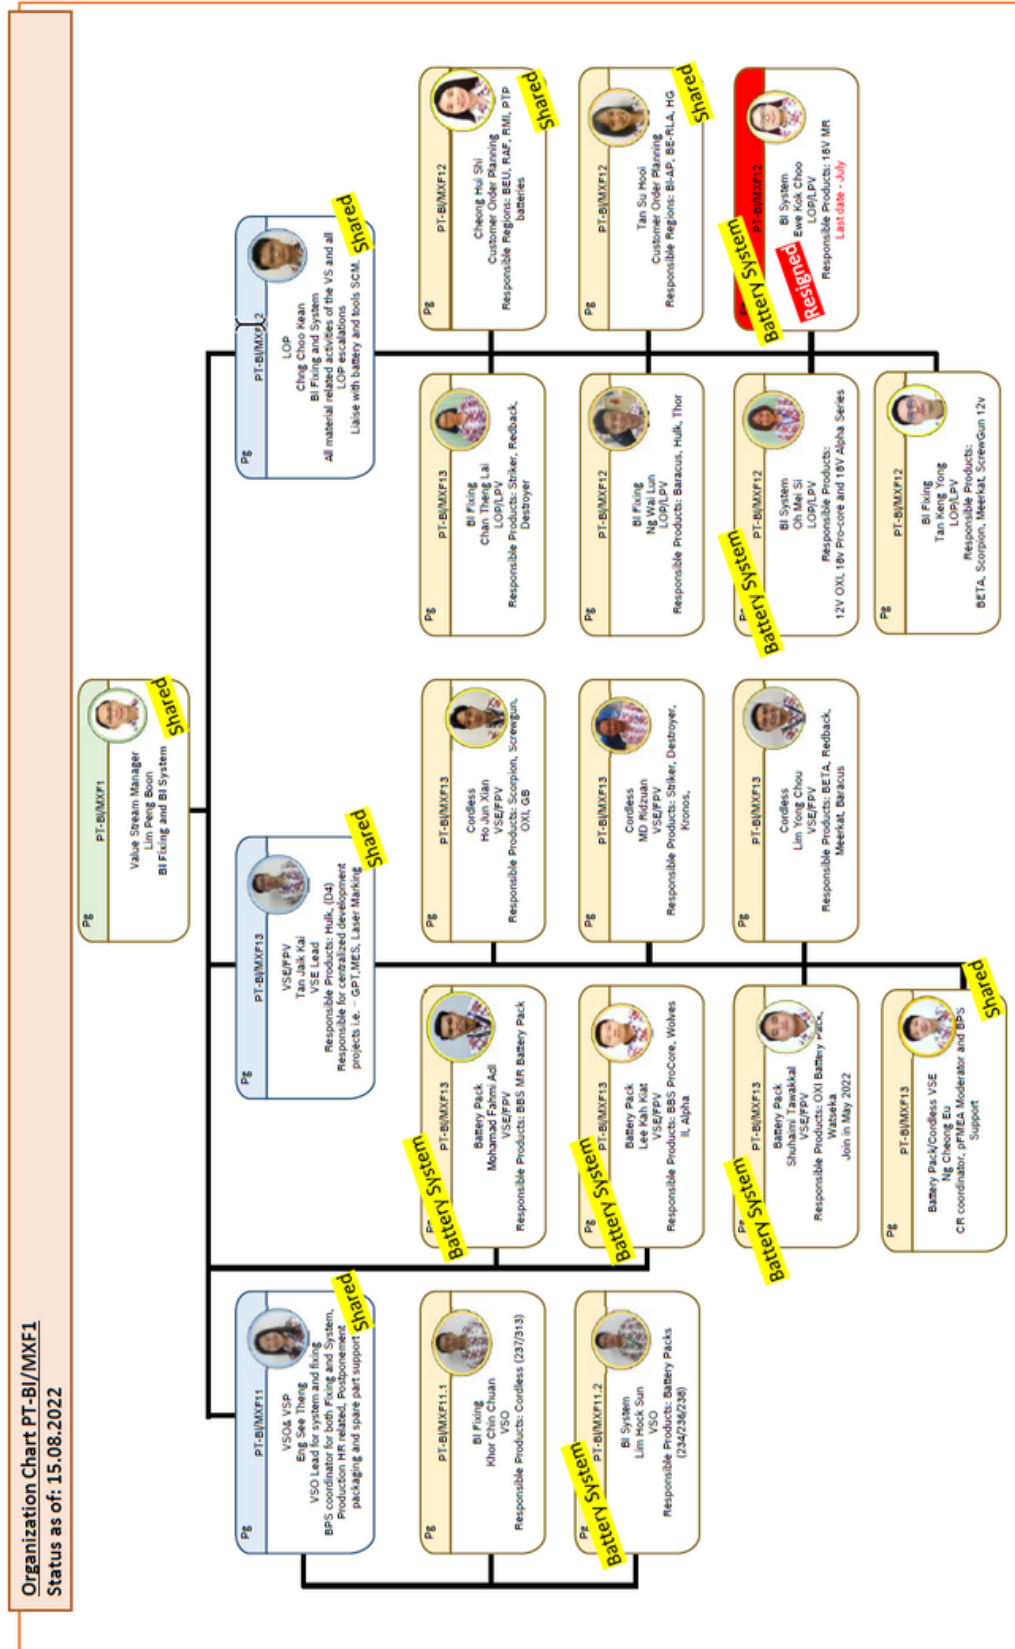 Organization Chart PT-BI/MXF1
Status as of: 15.08.2022
Pg
PT-BI/MXF1
Value Stream Manager
Lim Peng Boon
BI Fixing and BI System
Shared
Pg
PT-BI/MXF11
VSO& VSP
Eng See Theng
VSO Lead for system and fixing
BPS coordinator for both Fixing and System,
Production HR related, Postponement
packaging and spare part support
Shared
Pg
PT-BI/MXF11.1
BI Fixing
Khor Chin Chuan
VSO
Responsible Products: Cordless (237/313)
Pg
PT-BI/MXF11.2
Battery System
BI System
Lim Hock Sun
VSO
Responsible Products: Battery Packs
(234/236/238)
Pg
PT-BI/MXF13
VSE/FPV
Tan Jaik Kai
VSE Lead
Responsible Products: Hulk, (D4)
Responsible for centralized development
projects i.e. – GPT,MES, Laser Marking
Shared
PT-BI/MXF13
Battery System
Battery Pack
Mohamad Fahmi Adl
VSE/FPV
Responsible Products: BBS MR Battery Pack
Pg
PT-BI/MXF13
Battery System
Battery Pack
Lee Kah Kiat
VSE/FPV
Responsible Products: BBS ProCore, Wolves
II, Alpha
PT-BI/MXF13
Battery System
Battery Pack
Shuhaimi Tawakkal
VSE/FPV
Responsible Products: OXI Battery Pack,
Watseka
Join in May 2022
Pg
PT-BI/MXF13
Battery Pack/Cordless VSE
Ng Cheong Eu
CR coordinator, pFMEA Moderator and BPS
Support
Shared
Pg
PT-BI/MXF13
Cordless
Ho Jun Xian
VSE/FPV
Responsible Products: Scorpion, Screwgun,
OXI, GB
Pg
PT-BI/MXF13
Cordless
MD Ridzuan
VSE/FPV
Responsible Products: Striker, Destroyer,
Kronos,
Pg
PT-BI/MXF13
Cordless
Lim Yong Chou
VSE/FPV
Responsible Products: BETA, Redback,
Meerkat, Baracus
Pg
LOP
Chng Choo Kean
BI Fixing and System
All material related activities of the VS and all
LOP escalations
Liaise with battery and tools SCM.
Shared
Pg
PT-BI/MXF13
BI Fixing
Chan Theng Lai
LOP/LPV
Responsible Products: Striker, Redback,
Destroyer
Pg
PT-BI/MXF12
BI Fixing
Ng Wai Lun
LOP/LPV
Responsible Products: Baracus, Hulk, Thor
PT-BI/MXF12
Battery System
BI System
Oh Mei Si
LOP/LPV
Responsible Products:
12V OXI, 18v Pro-core and 18V Alpha Series
Pg
PT-BI/MXF12
BI Fixing
Tan Keng Yong
LOP/LPV
Responsible Products:
BETA, Scorpion, Meerkat, ScrewGun 12v
Pg
PT-BI/MXF12
Cheong Hui Shi
Customer Order Planning
Responsible Regions: BEU, RAF, RMI, PTP
batteries
Shared
Pg
PT-BI/MXF12
Tan Su Hooi
Customer Order Planning
Responsible Regions: BI-AP, BE-RLA, HG
Shared
PT-BI/MXF12
Battery System
Resigned
BI System
Ewe Kok Choo
LOP/LPV
Responsible Products: 18V MR
Last date - July